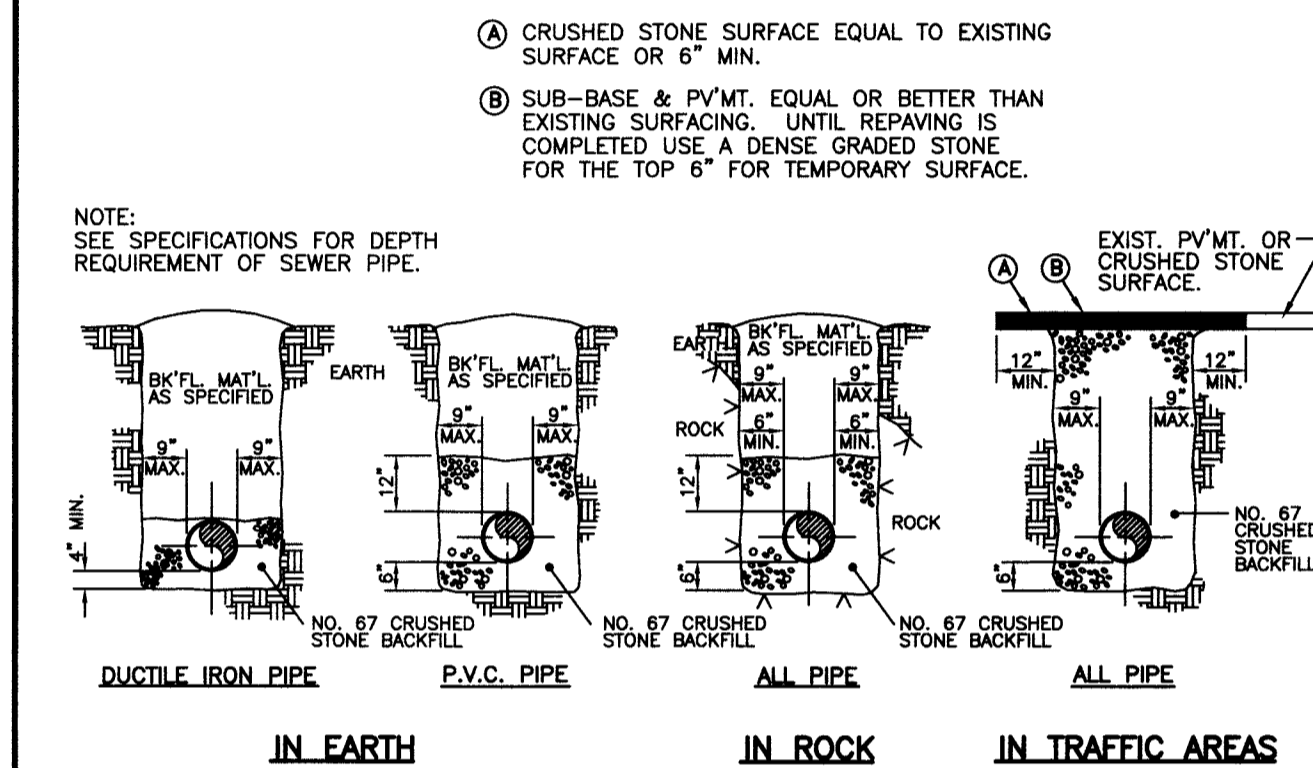 Ⓐ CRUSHED STONE SURFACE EQUAL TO EXISTING
SURFACE OR 6" MIN.
Ⓑ SUB-BASE & PV'MT. EQUAL OR BETTER THAN
EXISTING SURFACING. UNTIL REPAVING IS
COMPLETED USE A DENSE GRADED STONE
FOR THE TOP 6" FOR TEMPORARY SURFACE.
NOTE:
SEE SPECIFICATIONS FOR DEPTH
REQUIREMENT OF SEWER PIPE.
BK'FL. MAT'L.
AS SPECIFIED
EARTH
9"
MAX.
9"
MAX.
4" MIN.
NO. 67 CRUSHED
STONE BACKFILL
DUCTILE IRON PIPE
BK'FL. MAT'L.
AS SPECIFIED
9"
MAX.
9"
MAX.
12"
6"
NO. 67 CRUSHED
STONE BACKFILL
P.V.C. PIPE
IN EARTH
EARTH
BK'FL. MAT'L.
AS SPECIFIED
9"
MAX.
9"
MAX.
ROCK
6"
MIN.
6"
MIN.
12"
ROCK
6"
NO. 67 CRUSHED
STONE BACKFILL
ALL PIPE
IN ROCK
EXIST. PV'MT. OR
CRUSHED STONE
SURFACE.
Ⓐ Ⓑ
12"
MIN.
12"
MIN.
9"
MAX.
9"
MAX.
6"
NO. 67
CRUSHED
STONE
BACKFILL
ALL PIPE
IN TRAFFIC AREAS